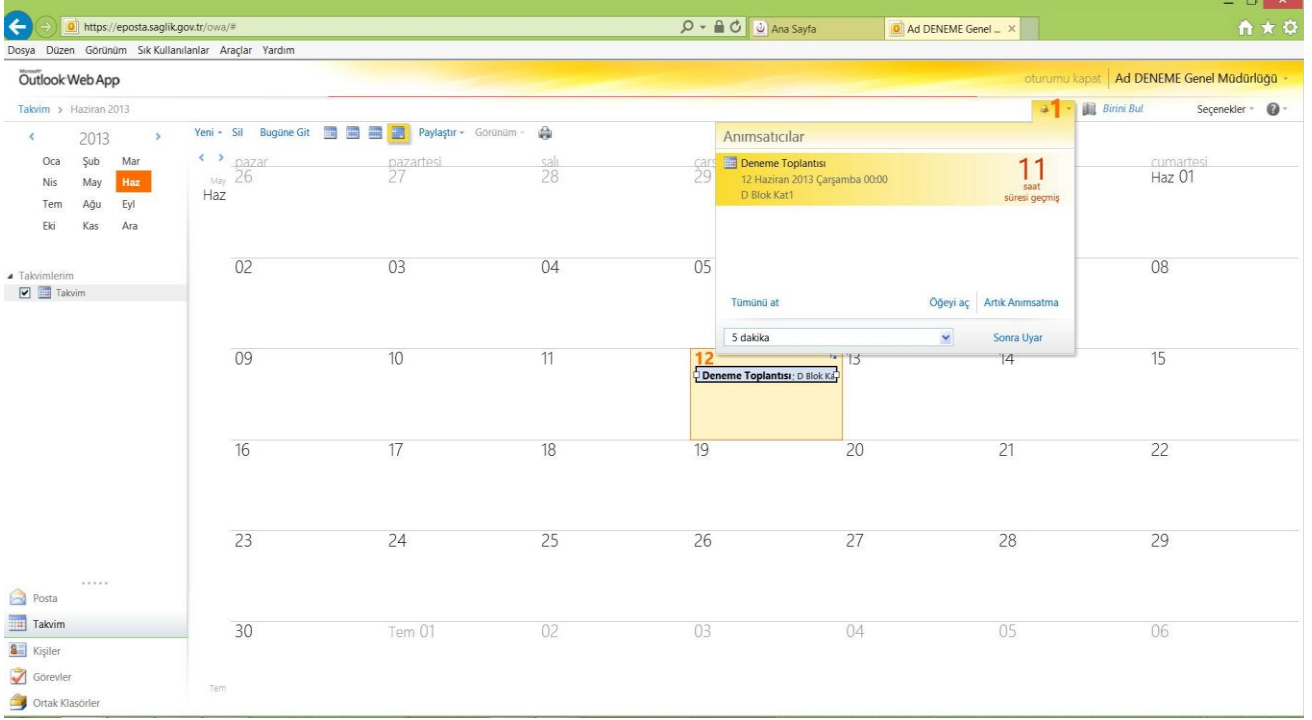 https://eposta.saglik.gov.tr/owa/#
Ana Sayfa
Ad DENEME Genel ...
Dosya Düzen Görünüm Sık Kullanılanlar Araçlar Yardım
Microsoft
Outlook Web App
oturumu kapat Ad DENEME Genel Müdürlüğü
Takvim > Haziran 2013
1
Birini Bul
Seçenekler
2013
Oca Şub Mar
Nis May Haz
Tem Ağu Eyl
Eki Kas Ara
Takvimlerim
Takvim
Yeni Sil Bugüne Git Paylaştır Görünüm
pazar pazartesi salı cumartesi
May 26 27 28 29 Haz 01
Haz
Anımsatıcılar
Deneme Toplantısı
12 Haziran 2013 Çarşamba 00:00
D Blok Kat1
11
saat
süresi geçmiş
Tümünü at Öğeyi aç Artık Anımsatma
5 dakika Sonra Uyar
02 03 04 05 08
09 10 11 12 13 14 15
Deneme Toplantısı; D Blok Ka
16 17 18 19 20 21 22
23 24 25 26 27 28 29
30 Tem 01 02 03 04 05 06
Tem
Posta
Takvim
Kişiler
Görevler
Ortak Klasörler